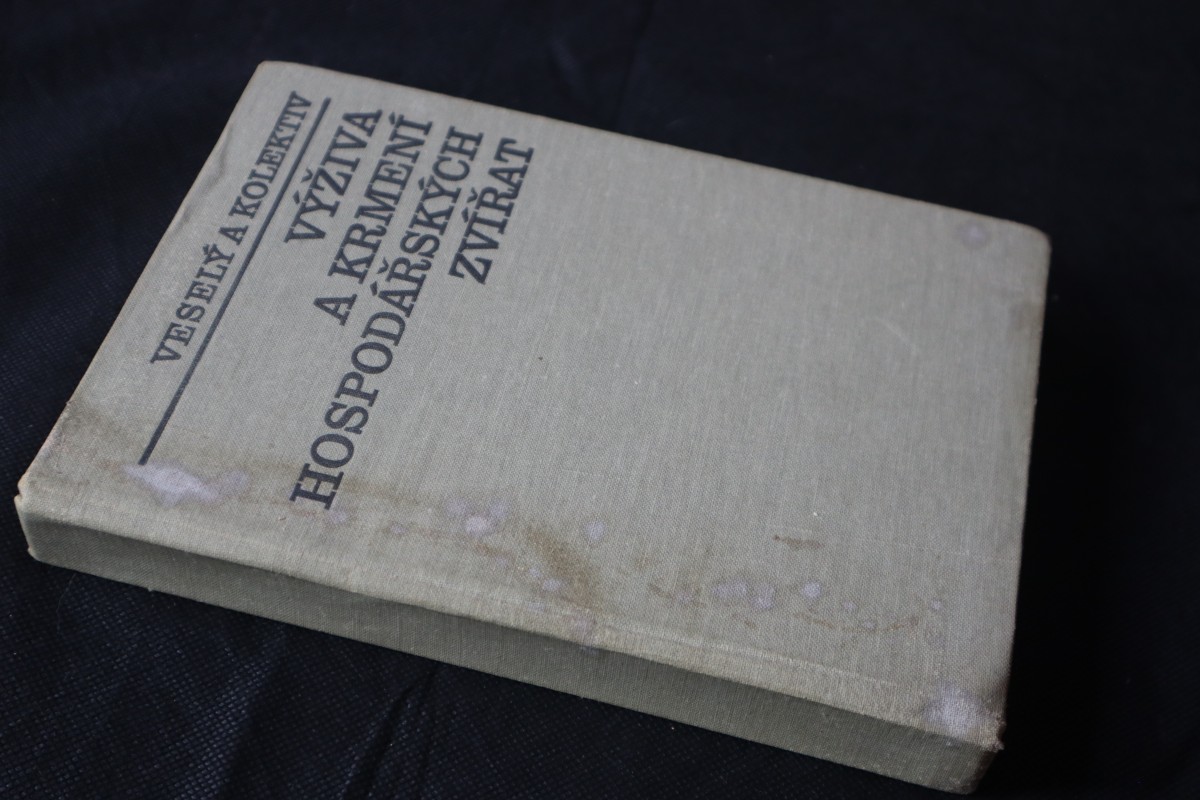 VESELÝ A KOLEKTIV
VÝŽIVA
A KRMENÍ
HOSPODÁŘSKÝCH
ZVÍŘAT